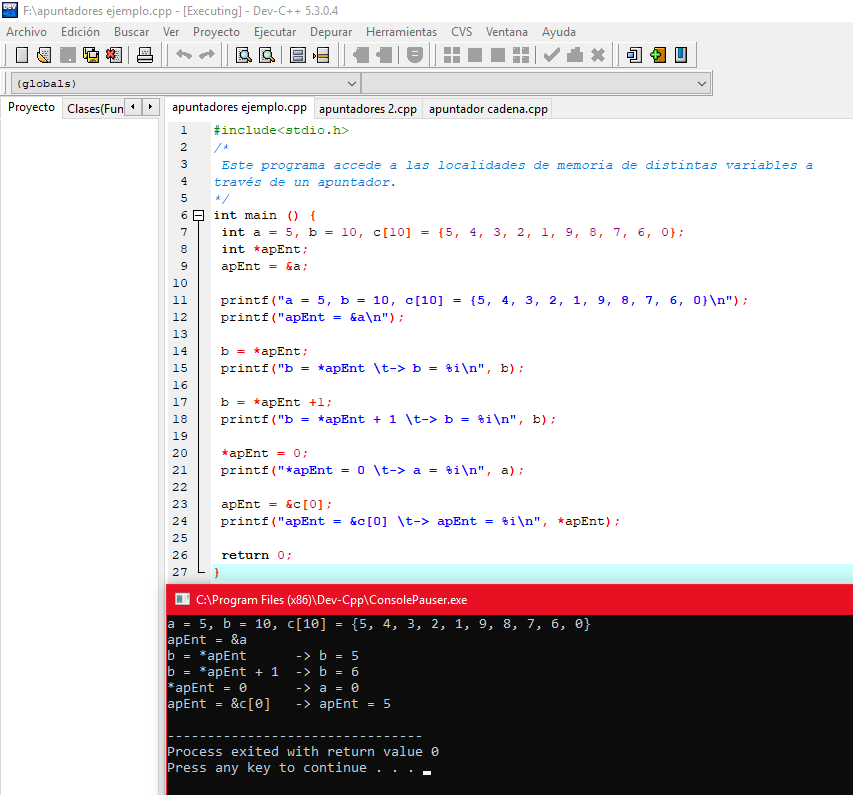 F:\apuntadores ejemplo.cpp - [Executing] - Dev-C++ 5.3.0.4
Archivo Edición Buscar Ver Proyecto Ejecutar Herramientas CVS Ventana Ayuda
(globals)
Proyecto Clases(Fun apuntadores ejemplo.cpp apuntadores 2.cpp apuntador cadena.cpp
1 #include<stdio.h>
2 /*
3 Este programa accede a las localidades de memoria de distintas variables a
4 través de un apuntador.
5 */
6 int main () {
7 int a = 5, b = 10, c[10] = {5, 4, 3, 2, 1, 9, 8, 7, 6, 0};
8 int *apEnt;
9 apEnt = &a;
10
11 printf("a = 5, b = 10, c[10] = {5, 4, 3, 2, 1, 9, 8, 7, 6, 0}\n");
12 printf("apEnt = &a\n");
13
14 b = *apEnt;
15 printf("b = *apEnt \t-> b = %i\n", b);
16
17 b = *apEnt +1;
18 printf("b = *apEnt + 1 \t-> b = %i\n", b);
19
20 *apEnt = 0;
21 printf("*apEnt = 0 \t-> a = %i\n", a);
22
23 apEnt = &c[0];
24 printf("apEnt = &c[0] \t-> apEnt = %i\n", *apEnt);
25
26 return 0;
27 }
C:\Program Files (x86)\Dev-Cpp\ConsolePauser.exe
a = 5, b = 10, c[10] = {5, 4, 3, 2, 1, 9, 8, 7, 6, 0}
apEnt = &a
b = *apEnt -> b = 5
b = *apEnt + 1 -> b = 6
*apEnt = 0 -> a = 0
apEnt = &c[0] -> apEnt = 5
--------------------------------
Process exited with return value 0
Press any key to continue . . .